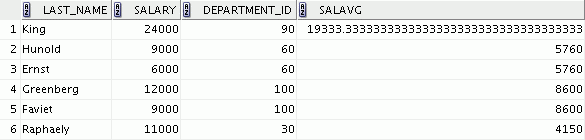 LAST_NAME SALARY DEPARTMENT_ID SALAVG
1 King 24000 90 19333.3333333333333333333333333333333333
2 Hunold 9000 60 5760
3 Ernst 6000 60 5760
4 Greenberg 12000 100 8600
5 Faviet 9000 100 8600
6 Raphaely 11000 30 4150